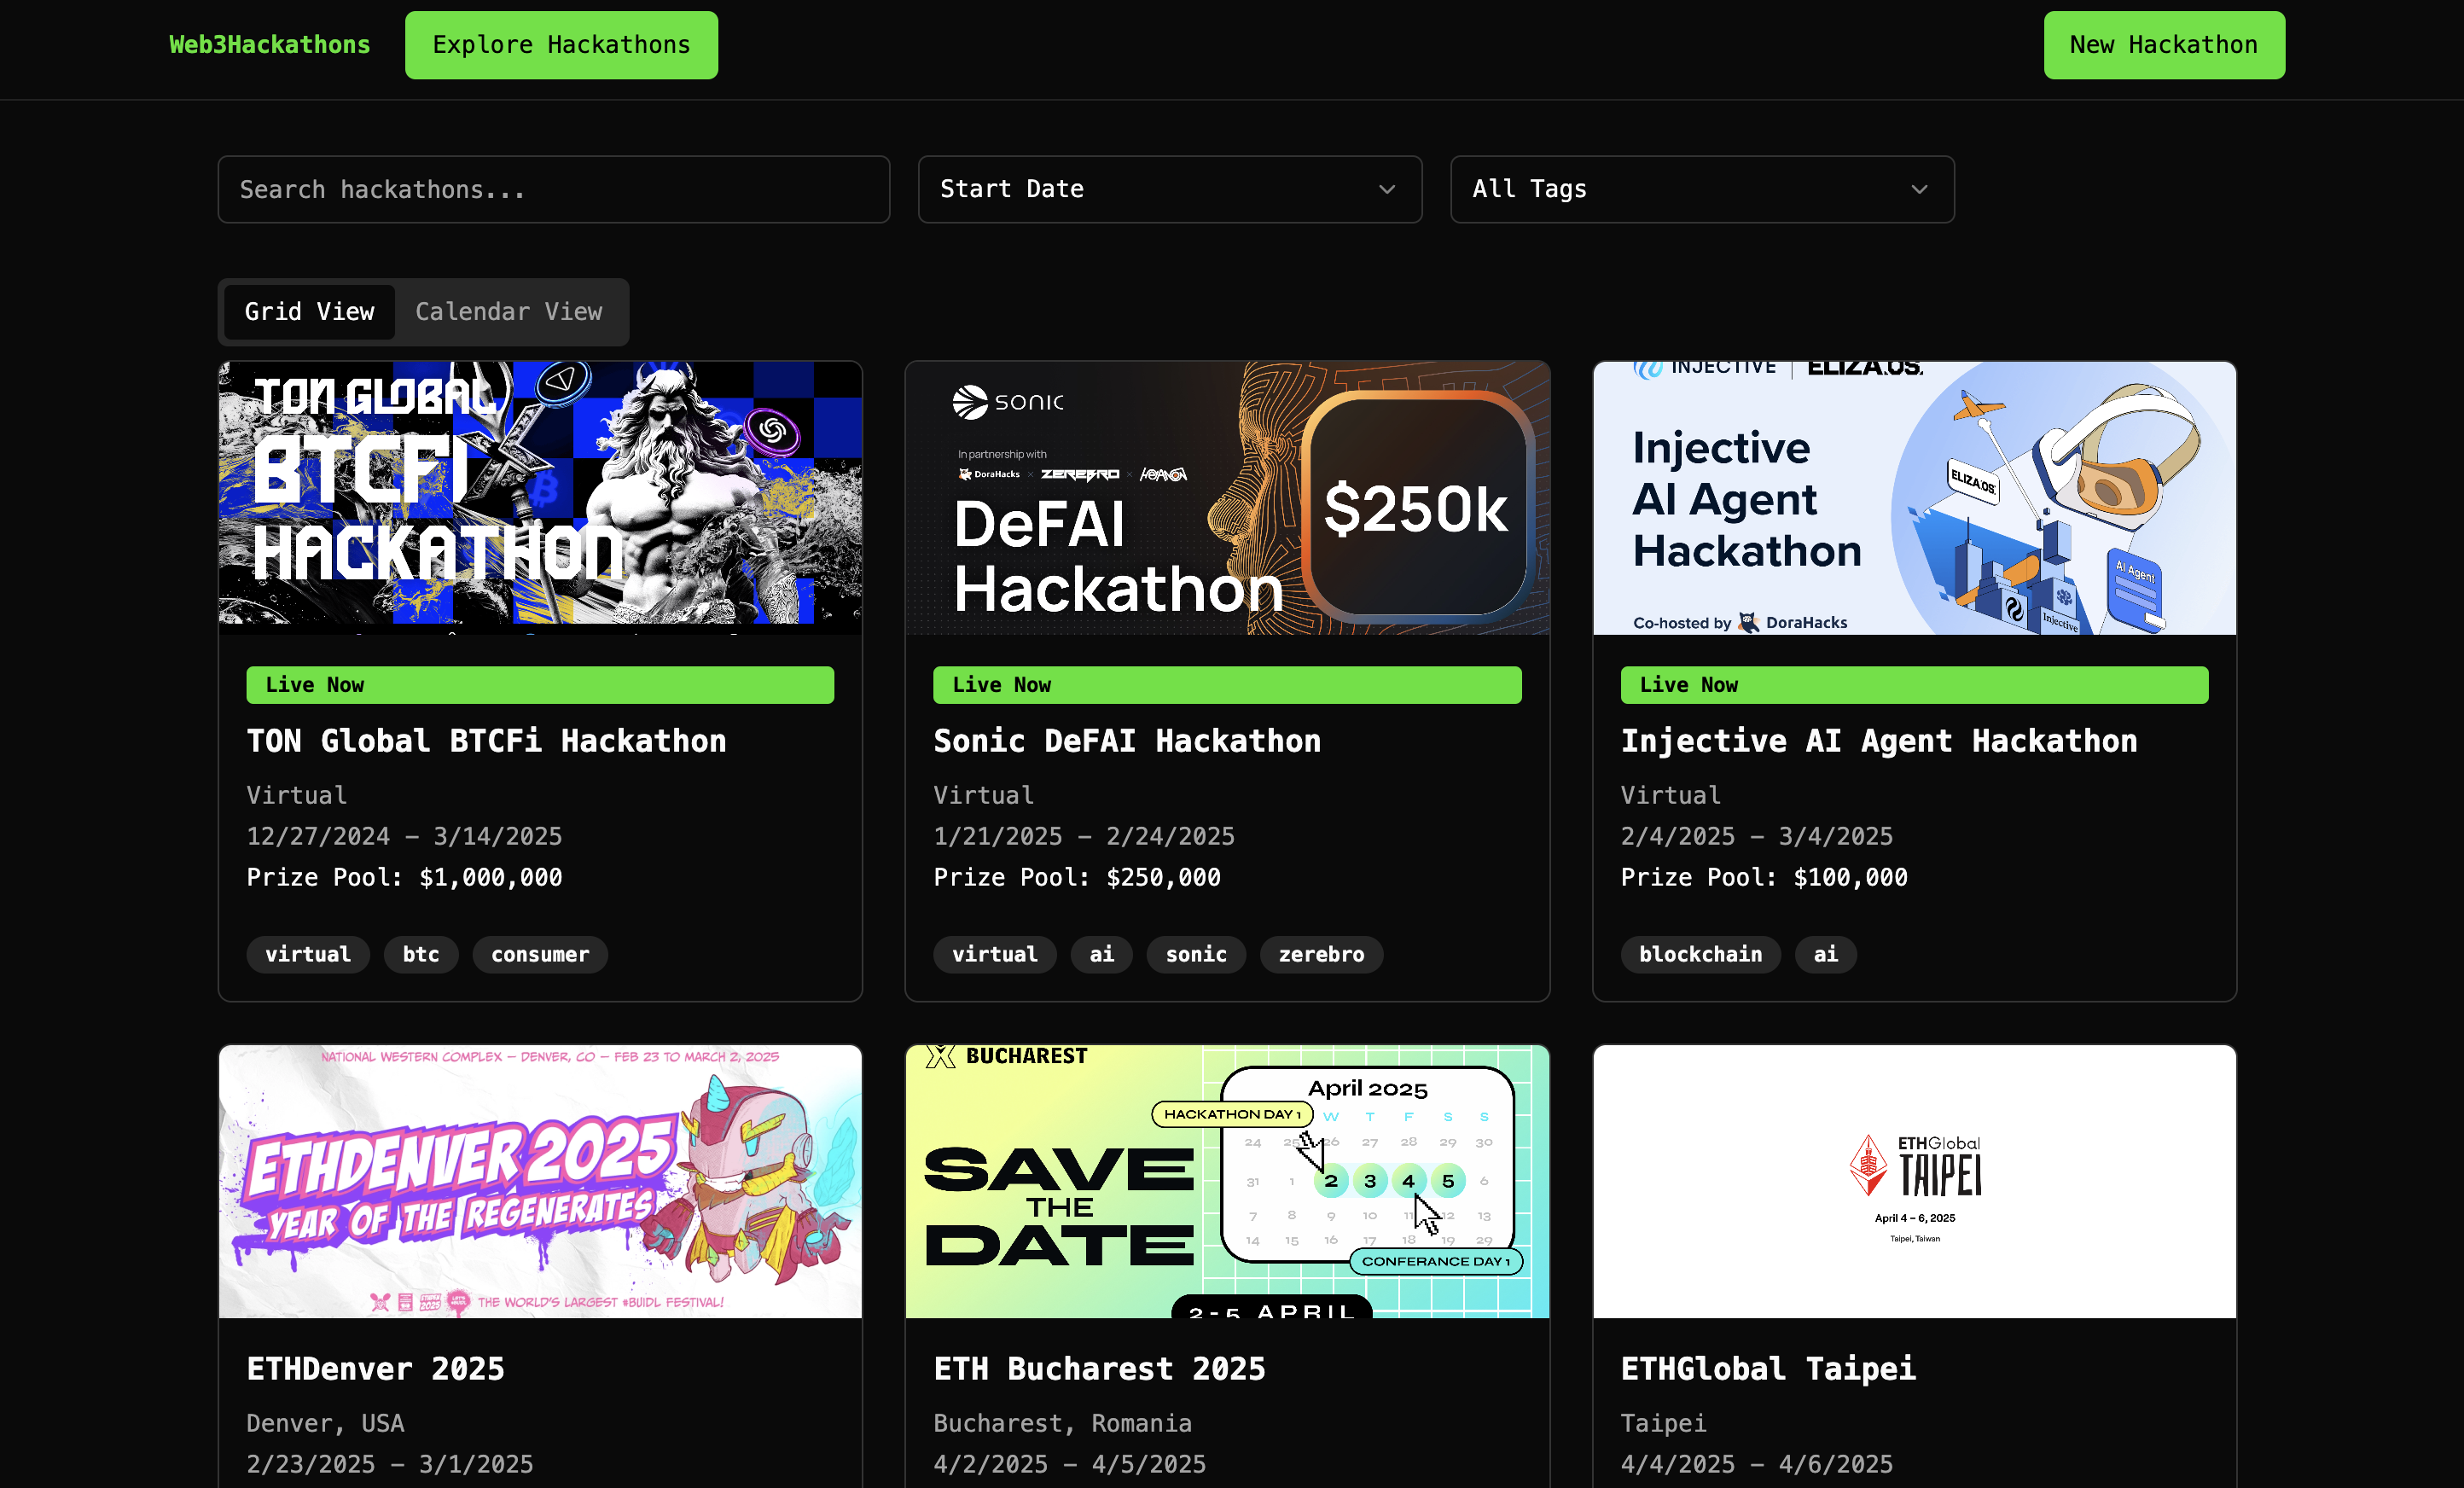 Web3Hackathons
Explore Hackathons
New Hackathon
Search hackathons...
Start Date
All Tags
Grid View
Calendar View
TON GLOBAL
BTCFI
HACKATHON
SONIC
In partnership with
DoraHacks × ZEREBRO ×
DeFAI
Hackathon
$250k
INJECTIVE | ELIZA.OS.
Injective
AI Agent
Hackathon
Co-hosted by DoraHacks
ELIZA.OS.
AI Agent
Injective
Live Now
TON Global BTCFi Hackathon
Virtual
12/27/2024 – 3/14/2025
Prize Pool: $1,000,000
virtual
btc
consumer
Live Now
Sonic DeFAI Hackathon
Virtual
1/21/2025 – 2/24/2025
Prize Pool: $250,000
virtual
ai
sonic
zerebro
Live Now
Injective AI Agent Hackathon
Virtual
2/4/2025 – 3/4/2025
Prize Pool: $100,000
blockchain
ai
NATIONAL WESTERN COMPLEX – DENVER, CO – FEB 23 TO MARCH 2, 2025
ETHDENVER 2025
YEAR OF THE REGENERATES
THE WORLD'S LARGEST #BUIDL FESTIVAL!
BUCHAREST
SAVE
THE
DATE
April 2025
HACKATHON DAY 1
W T F S S
24 25 26 27 28 29 30
31 1 2 3 4 5 6
7 8 9 10 11 12 13
14 15 16 17 18 19 29
CONFERANCE DAY 1
2-5 APRIL
ETHGlobal
TAIPEI
April 4 – 6, 2025
Taipei, Taiwan
ETHDenver 2025
Denver, USA
2/23/2025 – 3/1/2025
ETH Bucharest 2025
Bucharest, Romania
4/2/2025 – 4/5/2025
ETHGlobal Taipei
Taipei
4/4/2025 – 4/6/2025